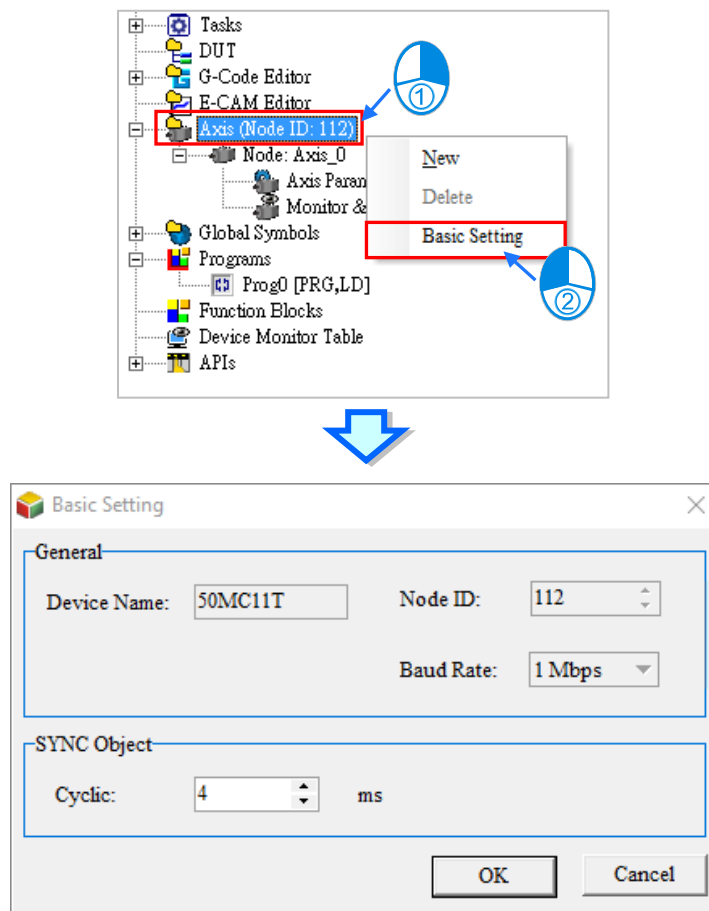 Tasks
DUT
G-Code Editor
E-CAM Editor
①
Axis (Node ID: 112)
Node: Axis_0
New
Axis Param
Delete
Monitor &
Global Symbols
Basic Setting
Programs
Prog0 [PRG,LD]
②
Function Blocks
Device Monitor Table
APIs
Basic Setting
General
Device Name: 50MC11T Node ID: 112
Baud Rate: 1 Mbps
SYNC Object
Cyclic: 4 ms
OK Cancel